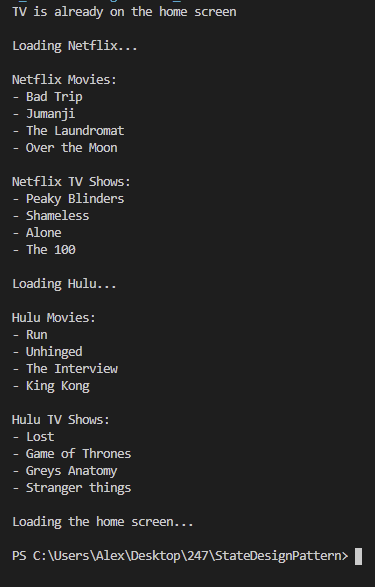 TV is already on the home screen
Loading Netflix...
Netflix Movies:
- Bad Trip
- Jumanji
- The Laundromat
- Over the Moon
Netflix TV Shows:
- Peaky Blinders
- Shameless
- Alone
- The 100
Loading Hulu...
Hulu Movies:
- Run
- Unhinged
- The Interview
- King Kong
Hulu TV Shows:
- Lost
- Game of Thrones
- Greys Anatomy
- Stranger things
Loading the home screen...
PS C:\Users\Alex\Desktop\247\StateDesignPattern>